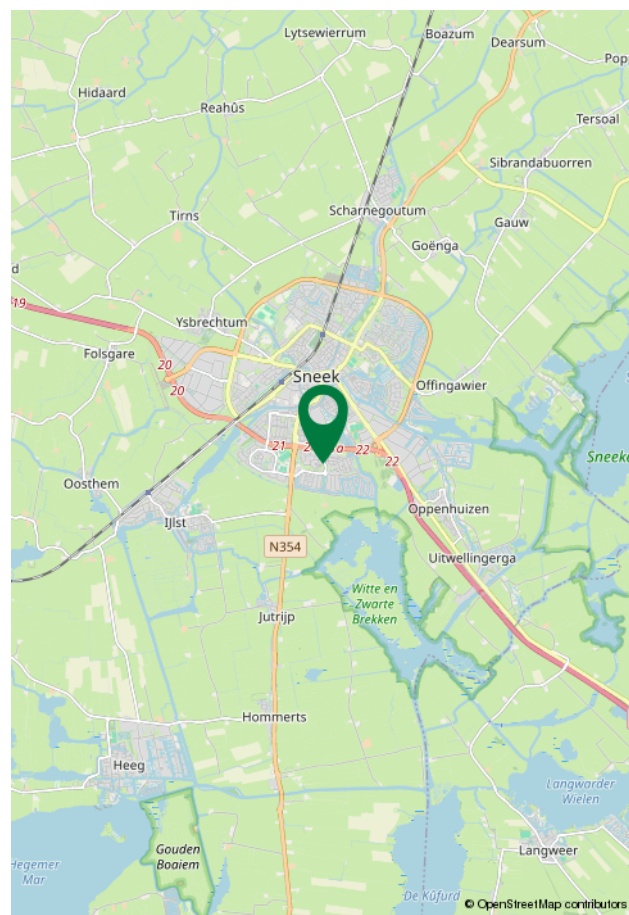 Lytsewierrum
Boazum
Dearsum
Hidaard
Reahûs
Tersoal
Sibrandabuorren
Scharnegoutum
Tirns
Gauw
Goënga
19
Ysbrechtum
Folsgare
20
Sneek
20
Offingawier
21
22
22
Oosthem
Oppenhuizen
IJlst
N354
Uitwellingerga
Witte en
Zwarte
Brekken
Jutrijp
Hommerts
Heeg
Langwarder
Wielen
Gouden
Boaiem
Langweer
Mar
De Kûfurd
© OpenStreetMap contributors